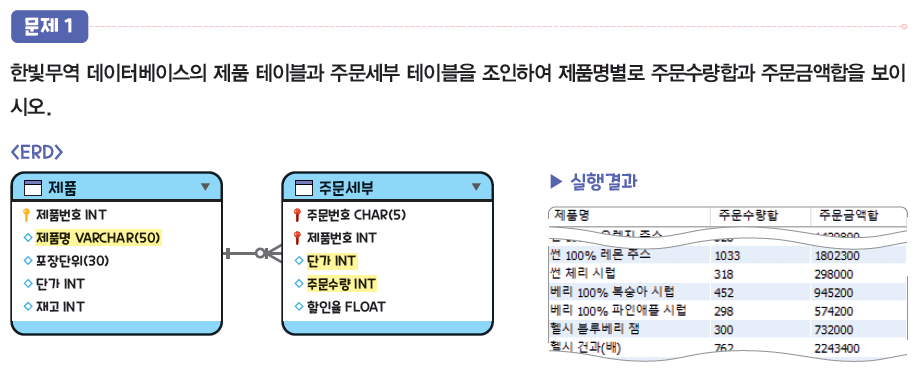 문제 1
한빛무역 데이터베이스의 제품 테이블과 주문세부 테이블을 조인하여 제품명별로 주문수량합과 주문금액합을 보이
시오.
<ERD>
제품
제품번호 INT
제품명 VARCHAR(50)
포장단위(30)
단가 INT
재고 INT
주문세부
주문번호 CHAR(5)
제품번호 INT
단가 INT
주문수량 INT
할인율 FLOAT
▶ 실행결과
제품명 주문수량합 주문금액합
썬 100% 레몬 주스 1033 1802300
썬 체리 시럽 318 298000
베리 100% 복숭아 시럽 452 945200
베리 100% 파인애플 시럽 298 574200
헬시 블루베리 잼 300 732000
헬시 건과(배) 762 2243400